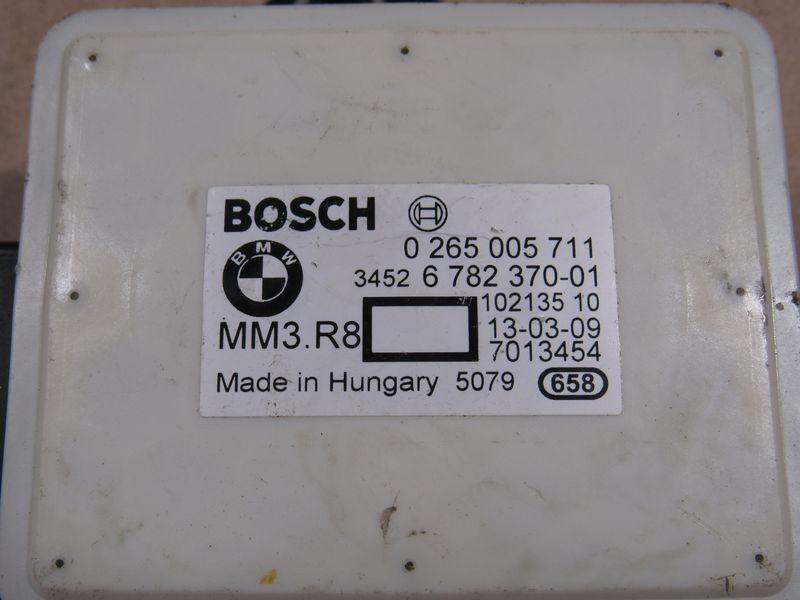 BOSCH
BMW
0 265 005 711
3452 6 782 370-01
102135 10
MM3.R8
13-03-09
7013454
Made in Hungary 5079 658